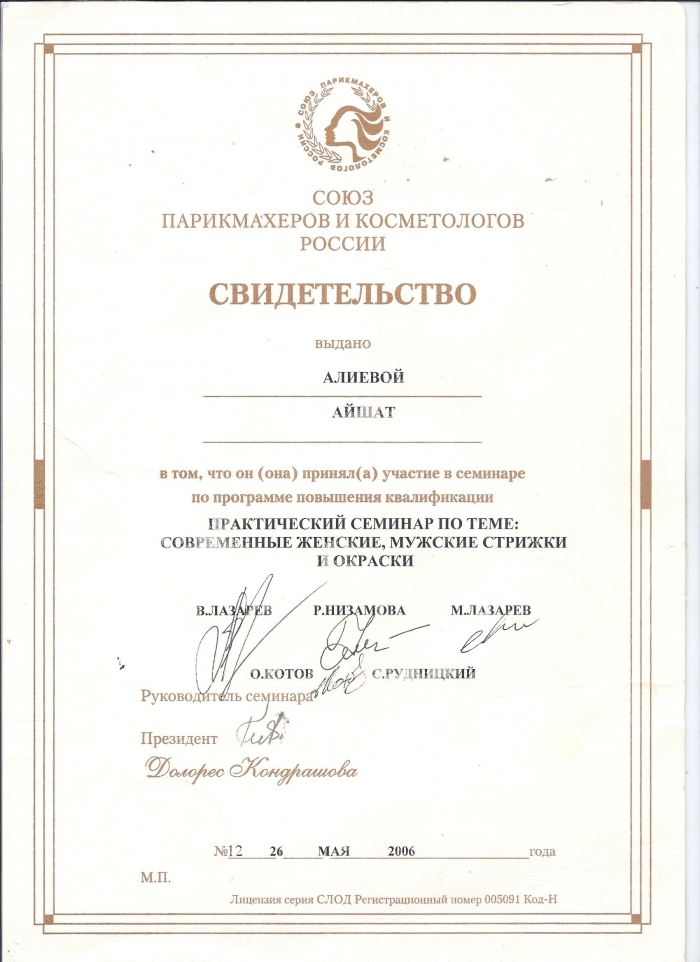 СОЮЗ ПАРИКМАХЕРОВ И КОСМЕТОЛОГОВ РОССИИ
СОЮЗ
ПАРИКМАХЕРОВ И КОСМЕТОЛОГОВ
РОССИИ
СВИДЕТЕЛЬСТВО
выдано
АЛИЕВОЙ
АЙШАТ
в том, что он (она) принял(а) участие в семинаре
по программе повышения квалификации
ПРАКТИЧЕСКИЙ СЕМИНАР ПО ТЕМЕ:
СОВРЕМЕННЫЕ ЖЕНСКИЕ, МУЖСКИЕ СТРИЖКИ
И ОКРАСКИ
В.ЛАЗАРЕВ Р.НИЗАМОВА М.ЛАЗАРЕВ
О.КОТОВ С.РУДНИЦКИЙ
Руководитель семинара
Президент
Долорес Кондрашова
№12 26 МАЯ 2006 года
М.П.
Лицензия серия СЛОД Регистрационный номер 005091 Код-Н